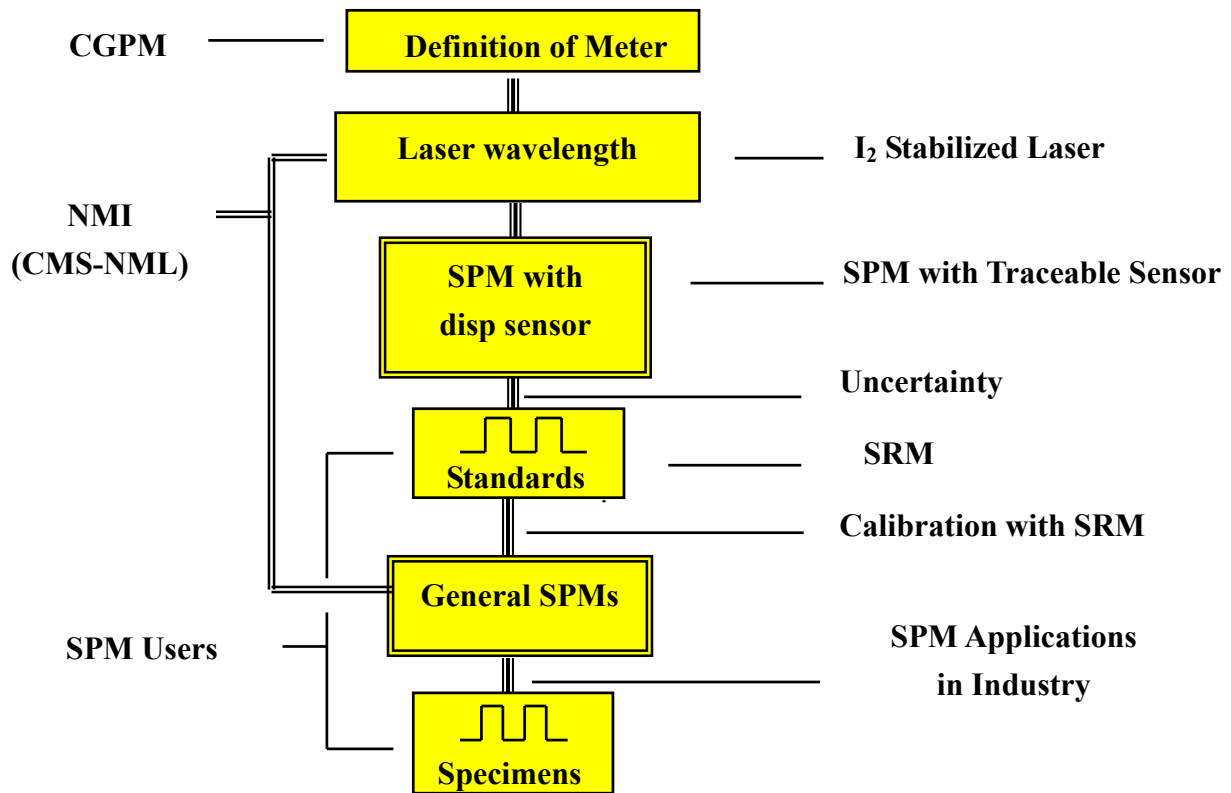 CGPM
Definition of Meter
Laser wavelength
I₂ Stabilized Laser
NMI
(CMS-NML)
SPM with
disp sensor
SPM with Traceable Sensor
Uncertainty
Standards
SRM
Calibration with SRM
General SPMs
SPM Users
SPM Applications
in Industry
Specimens